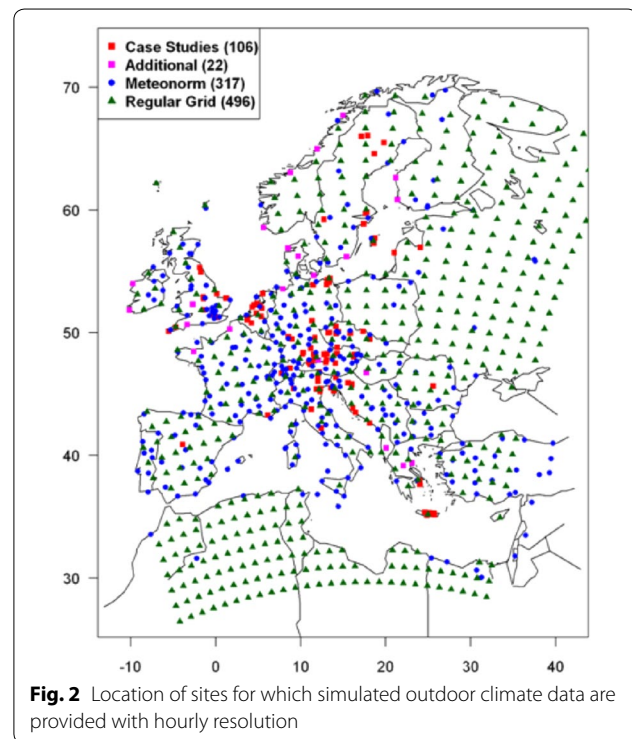 Case Studies (106)
Additional (22)
Meteonorm (317)
Regular Grid (496)
70
60
50
40
30
-10 0 10 20 30 40
Fig. 2 Location of sites for which simulated outdoor climate data are
provided with hourly resolution